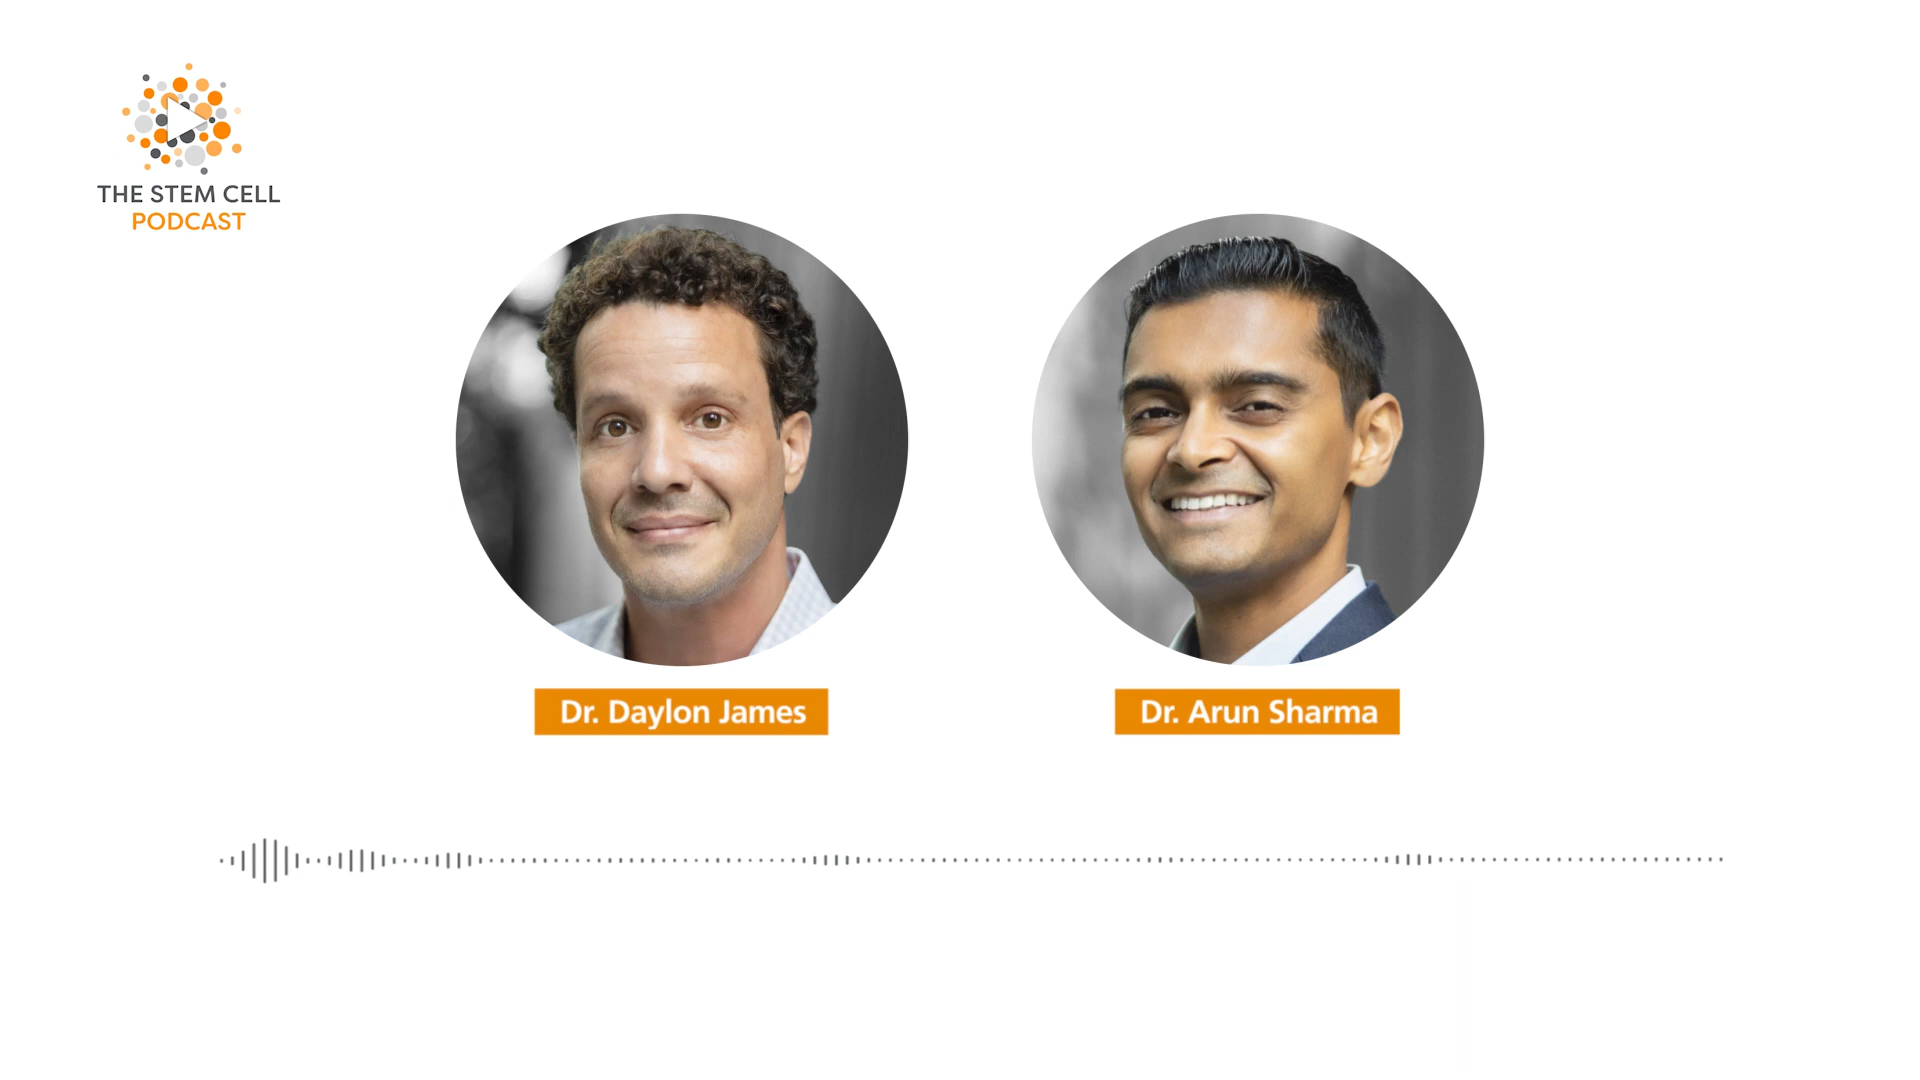 THE STEM CELL
PODCAST
Dr. Daylon James
Dr. Arun Sharma